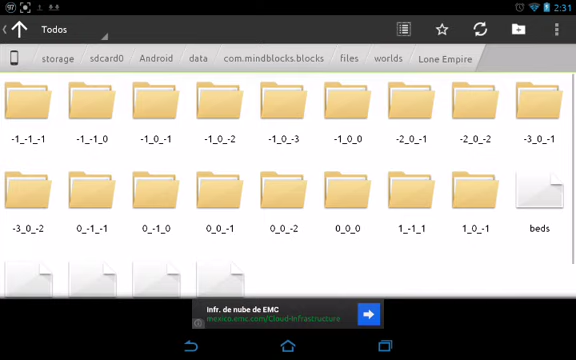 97
2:31
Todos
storage
sdcard0
Android
data
com.mindblocks.blocks
files
worlds
Lone Empire
-1_-1_-1
-1_-1_0
-1_0_-1
-1_0_-2
-1_0_-3
-1_0_0
-2_0_-1
-2_0_-2
-3_0_-1
-3_0_-2
0_-1_-1
0_-1_0
0_0_-1
0_0_-2
0_0_0
1_-1_1
1_0_-1
beds
Infr. de nube de EMC
mexico.emc.com/Cloud-Infrastructure